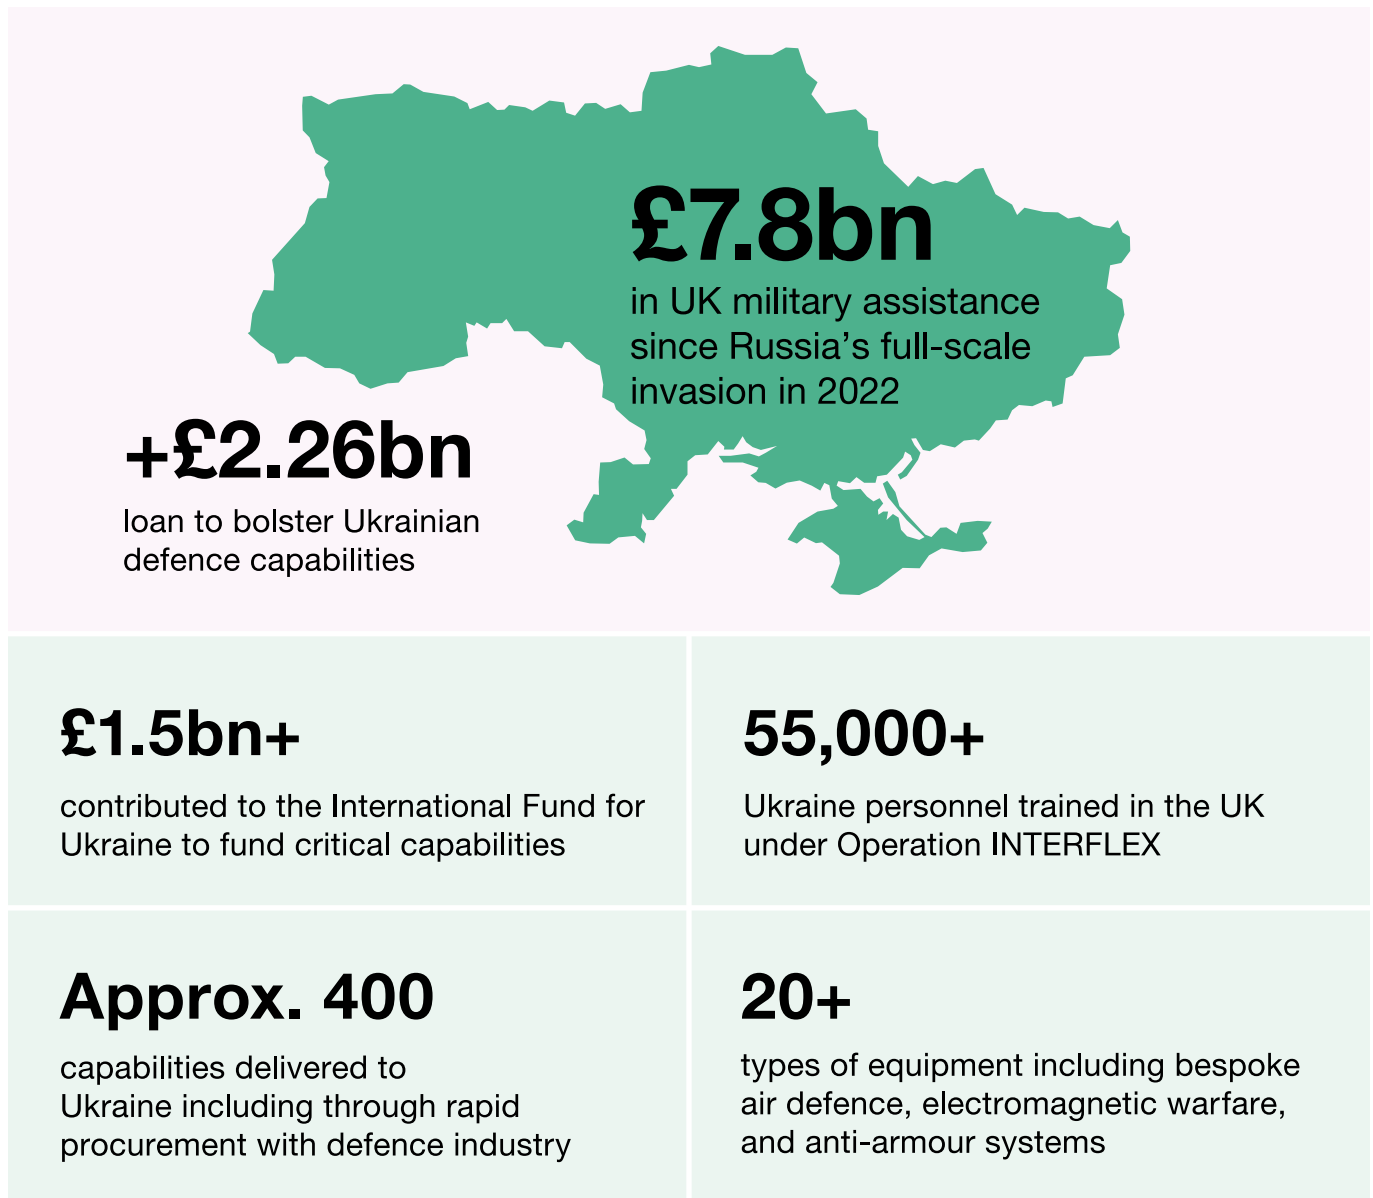 £7.8bn
in UK military assistance
since Russia’s full-scale
invasion in 2022
+£2.26bn
loan to bolster Ukrainian
defence capabilities
£1.5bn+
contributed to the International Fund for
Ukraine to fund critical capabilities
55,000+
Ukraine personnel trained in the UK
under Operation INTERFLEX
Approx. 400
capabilities delivered to
Ukraine including through rapid
procurement with defence industry
20+
types of equipment including bespoke
air defence, electromagnetic warfare,
and anti-armour systems